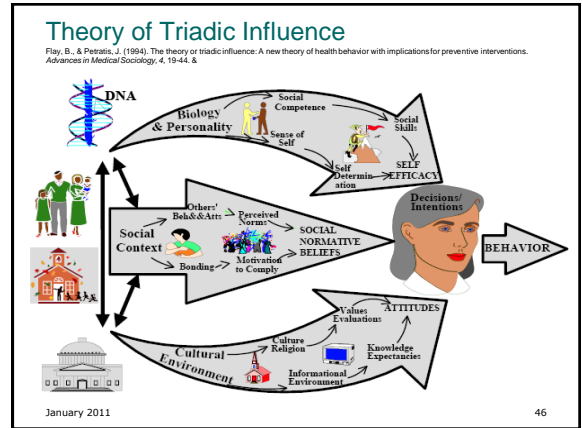 Theory of Triadic Influence
Flay, B., & Petratis, J. (1994). The theory or triadic influence: A new theory of health behavior with implications for preventive interventions.
Advances in Medical Sociology, 4, 19-44. &
DNA
Biology
& Personality
Social
Competence
Sense of
Self
Social
Skills
Self
Determin
ation
SELF
EFFICACY
Social
Context
Others'
Beh&&Arts'
Bonding
Perceived
Norms
Motivation
to Comply
SOCIAL
NORMATIVE
BELIEFS
Decisions/
Intentions
BEHAVIOR
Cultural
Environment
Culture
Religion
Informational
Environment
Values
Evaluations
Knowledge
Expectancies
ATTITUDES
January 2011
46